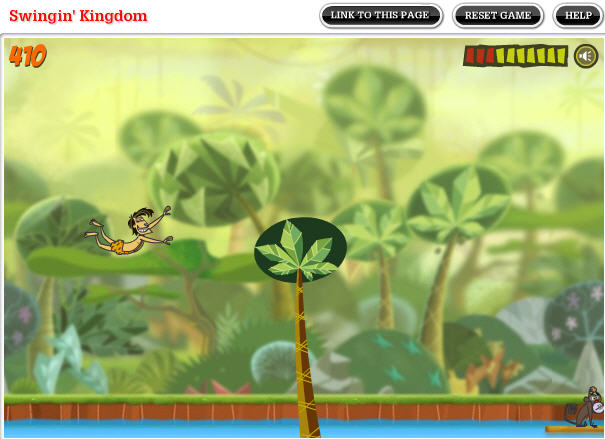 Swingin' Kingdom
LINK TO THIS PAGE
RESET GAME
HELP
410